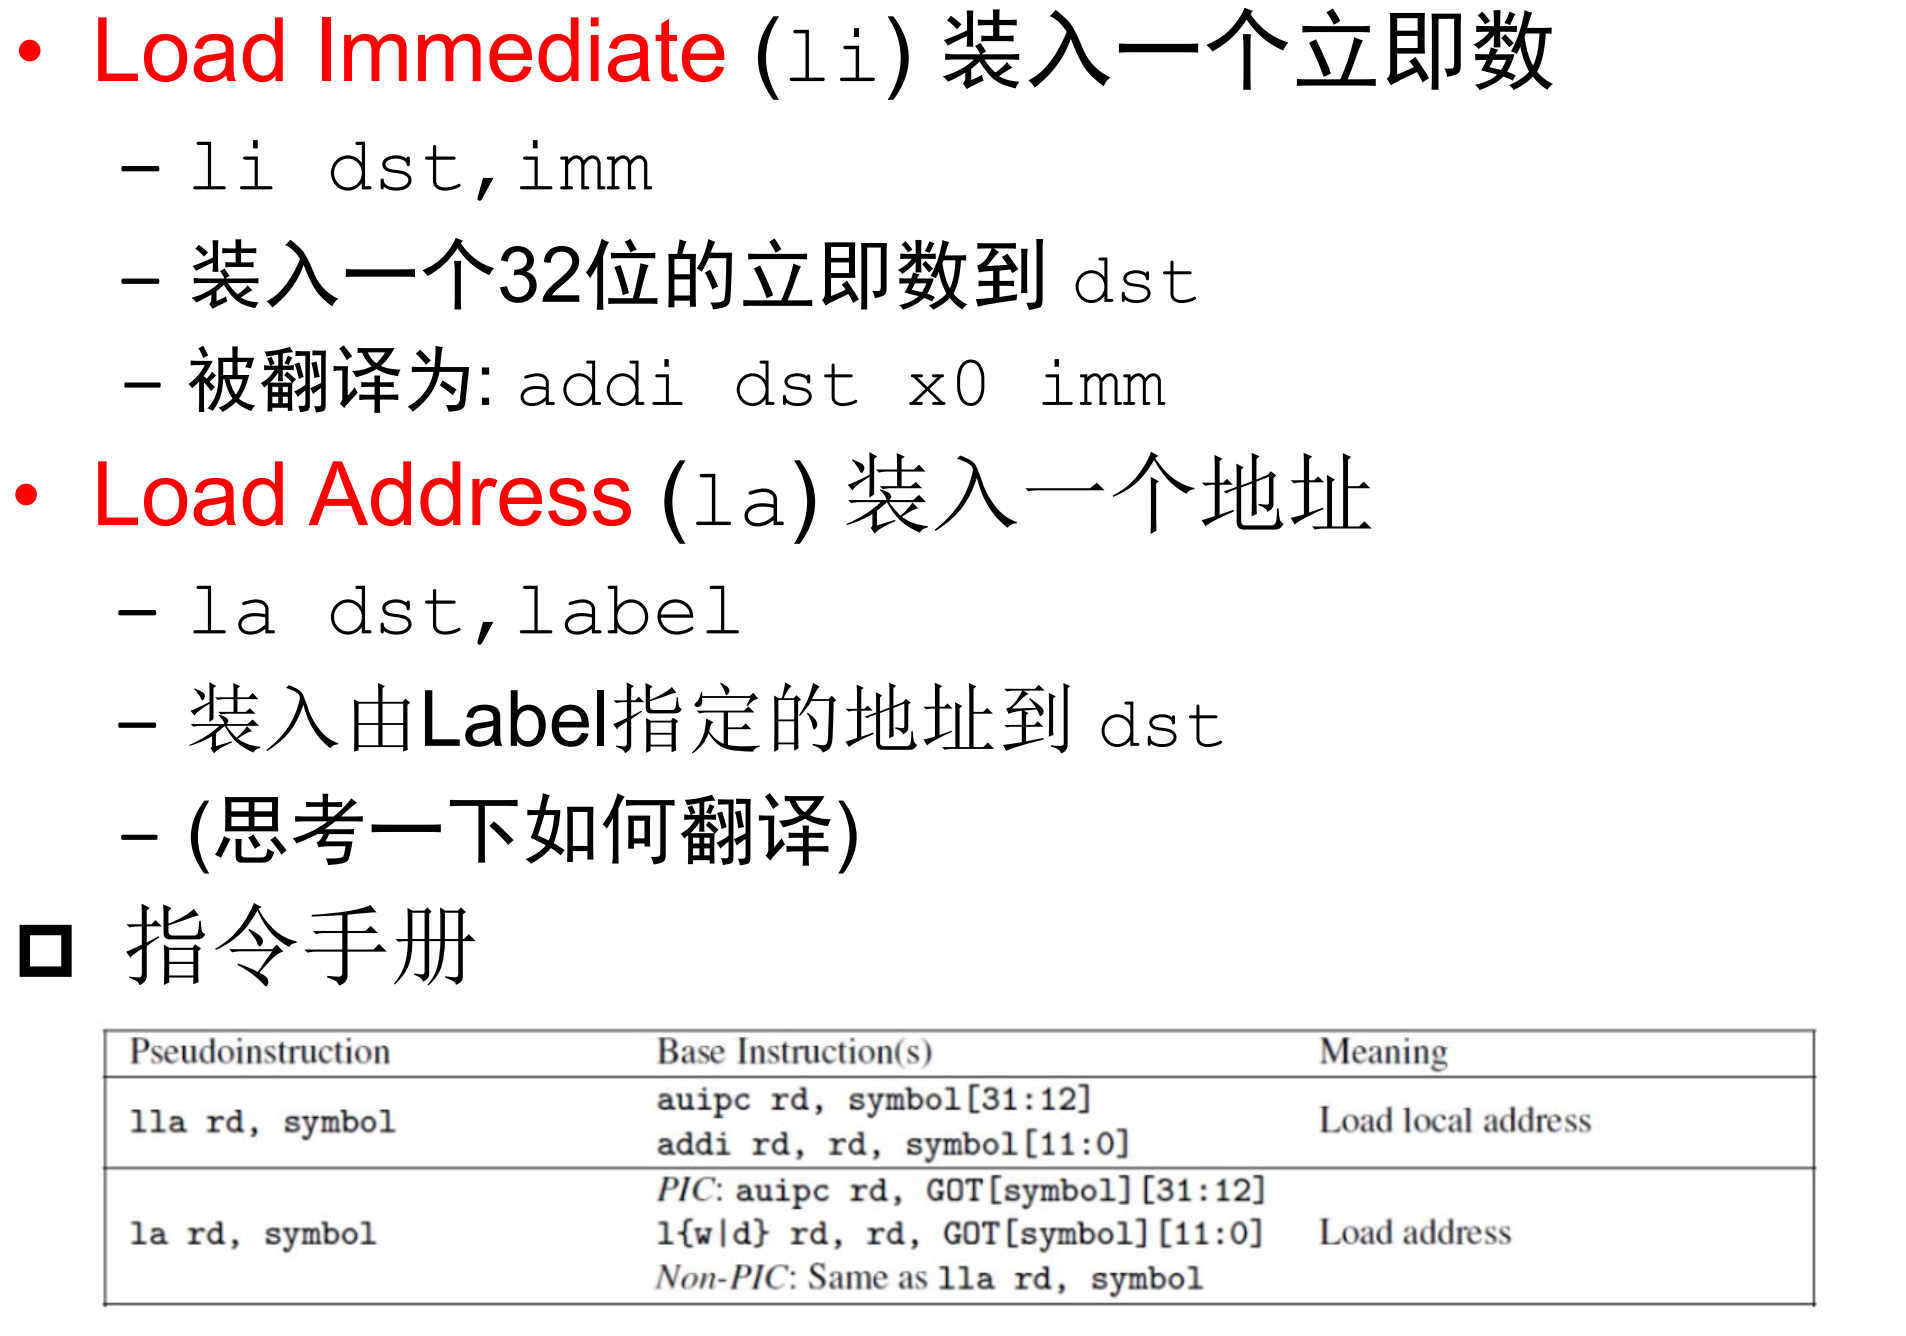 • Load Immediate (li) 装入一个立即数
– li dst,imm
– 装入一个32位的立即数到 dst
– 被翻译为: addi dst x0 imm
• Load Address (la) 装入一个地址
– la dst,label
– 装入由Label指定的地址到 dst
– (思考一下如何翻译)
指令手册
Pseudoinstruction Base Instruction(s) Meaning
lla rd, symbol auipc rd, symbol[31:12] Load local address
addi rd, rd, symbol[11:0]
PIC: auipc rd, GOT[symbol][31:12]
la rd, symbol l{w|d} rd, rd, GOT[symbol][11:0] Load address
Non-PIC: Same as lla rd, symbol